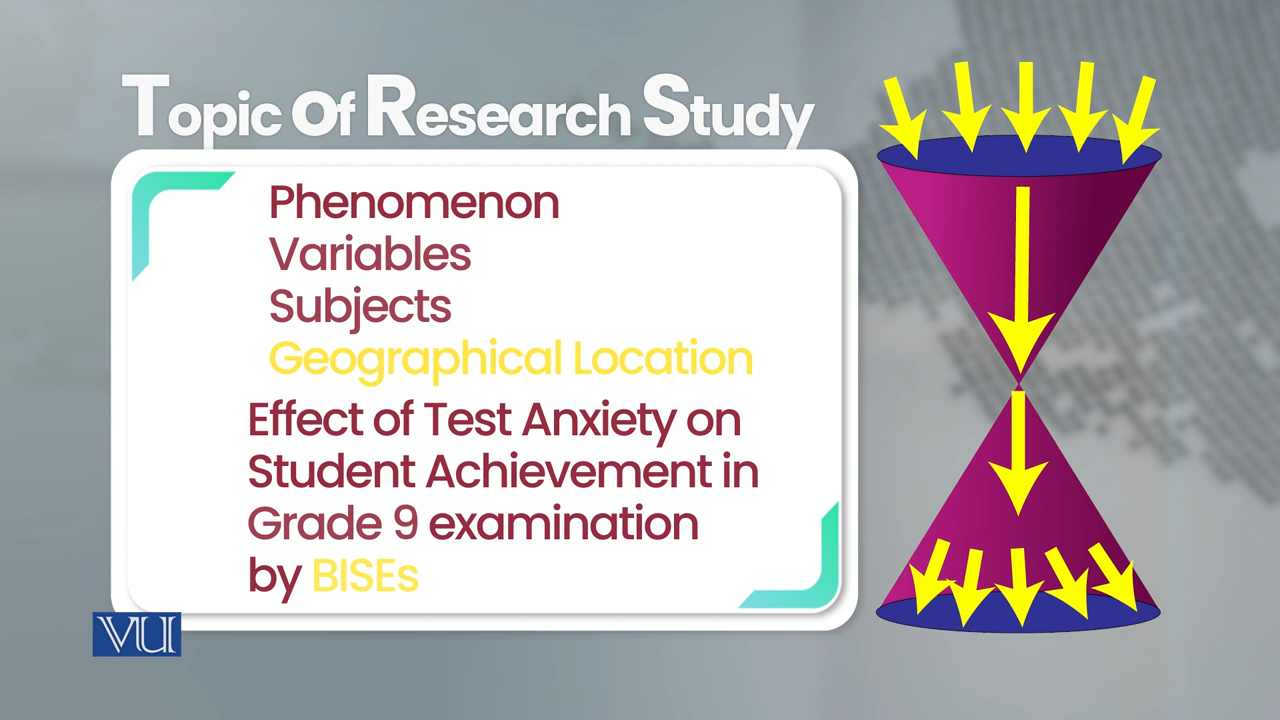 Topic of Research Study
Phenomenon
Variables
Subjects
Geographical Location
Effect of Test Anxiety on
Student Achievement in
Grade 9 examination
by BISEs
VU